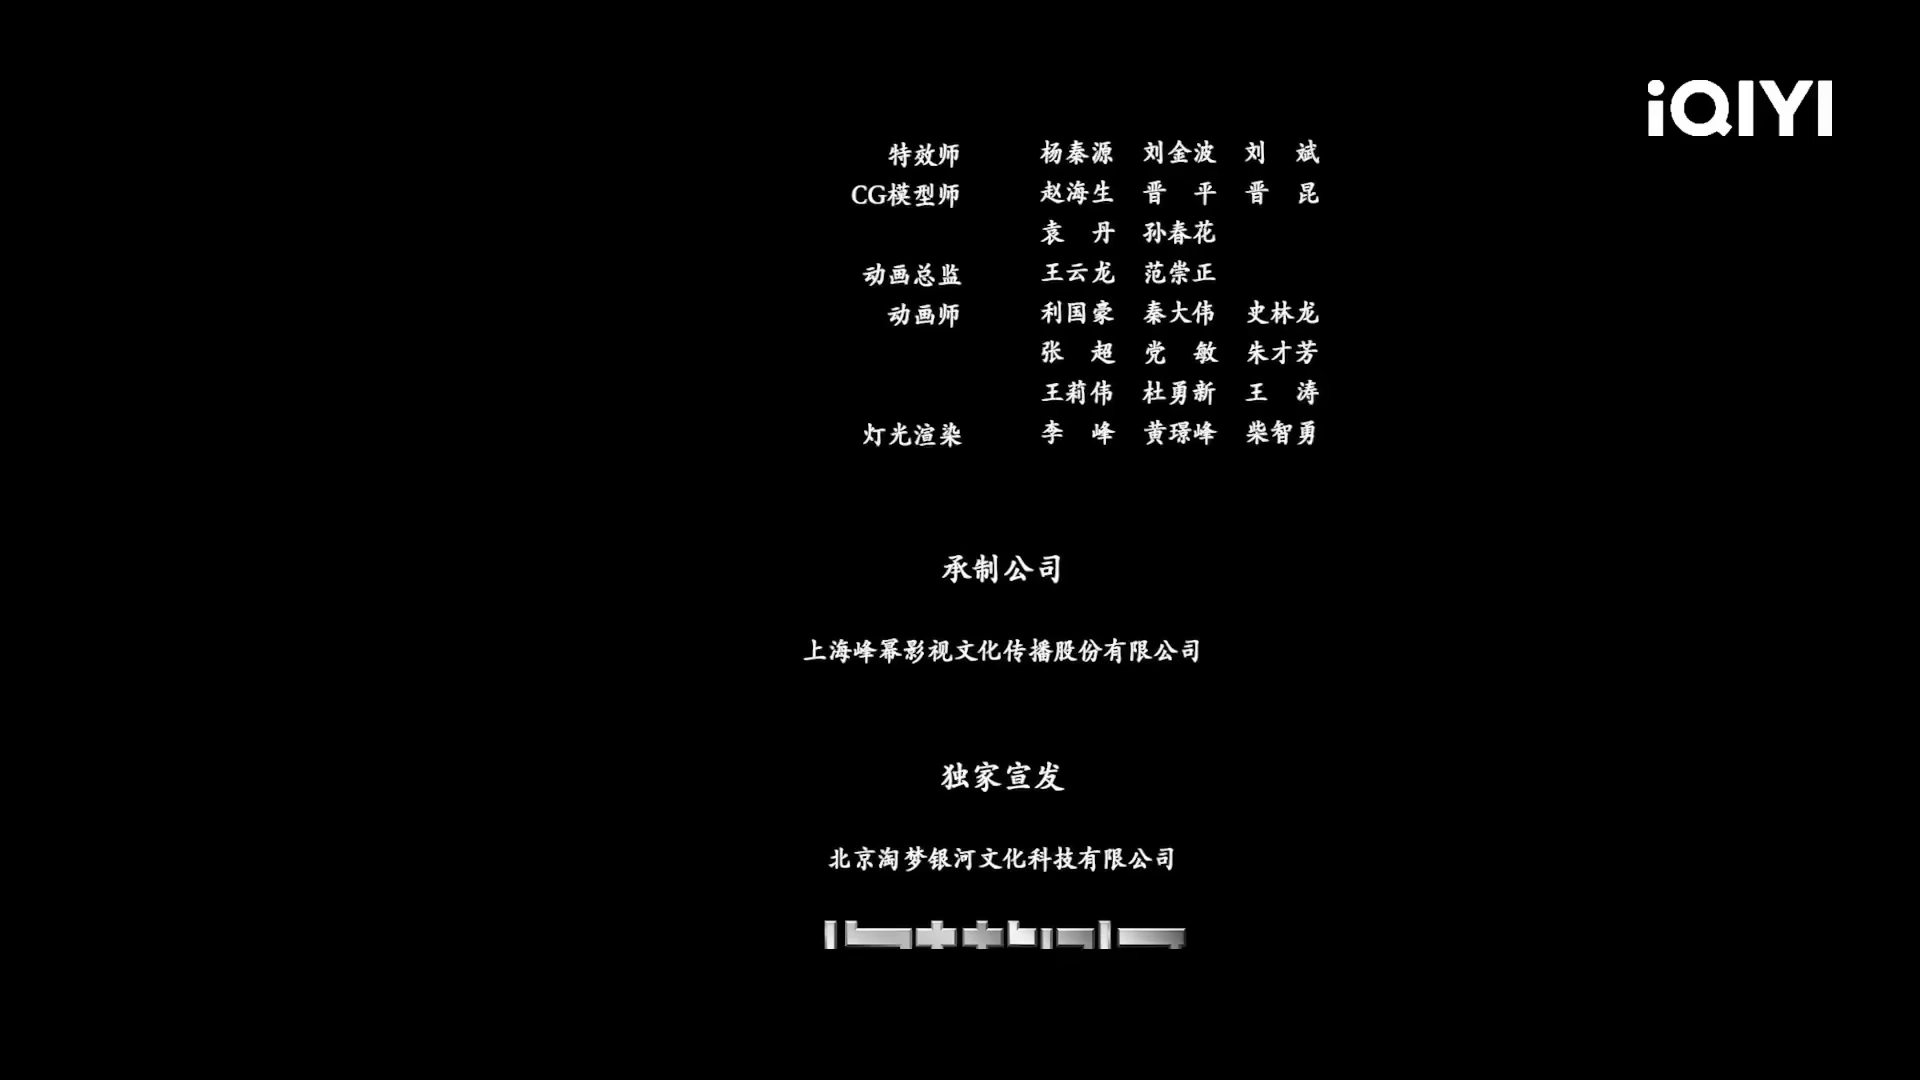 iQIYI
特效师 杨秦源 刘金波 刘 斌
CG模型师 赵海生 晋 平 晋 昆
袁 丹 孙春花
动画总监 王云龙 范崇正
动画师 利国豪 秦大伟 史林龙
张 超 党 敏 朱才芳
王莉伟 杜勇新 王 涛
灯光渲染 李 峰 黄璟峰 柴智勇
承制公司
上海峰幂影视文化传播股份有限公司
独家宣发
北京淘梦银河文化科技有限公司